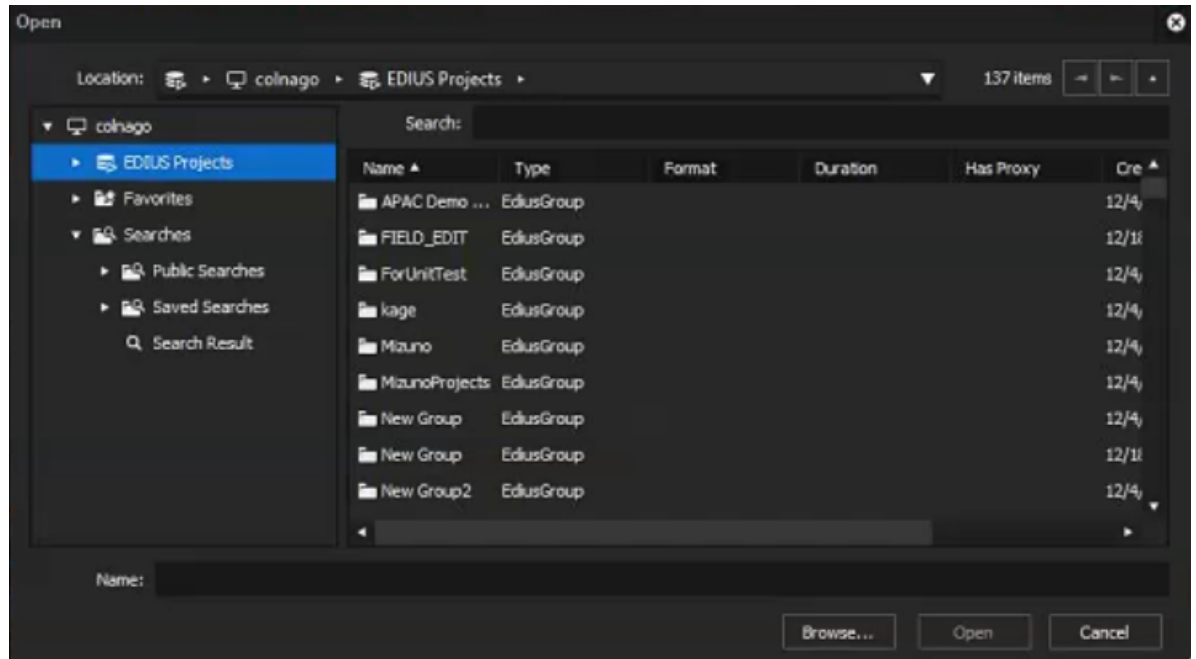 Open
Location: colnago EDIUS Projects 137 items
colnago
EDIUS Projects
Favorites
Searches
Public Searches
Saved Searches
Search Result
Search:
Name Type Format Duration Has Proxy Cre
APAC Demo ... EdiusGroup 12/4/
FIELD_EDIT EdiusGroup 12/18
ForUnitTest EdiusGroup 12/4/
kage EdiusGroup 12/4/
Mizuno EdiusGroup 12/4/
MizunoProjects EdiusGroup 12/4/
New Group EdiusGroup 12/4/
New Group EdiusGroup 12/18
New Group2 EdiusGroup 12/4/
Name:
Browse... Open Cancel